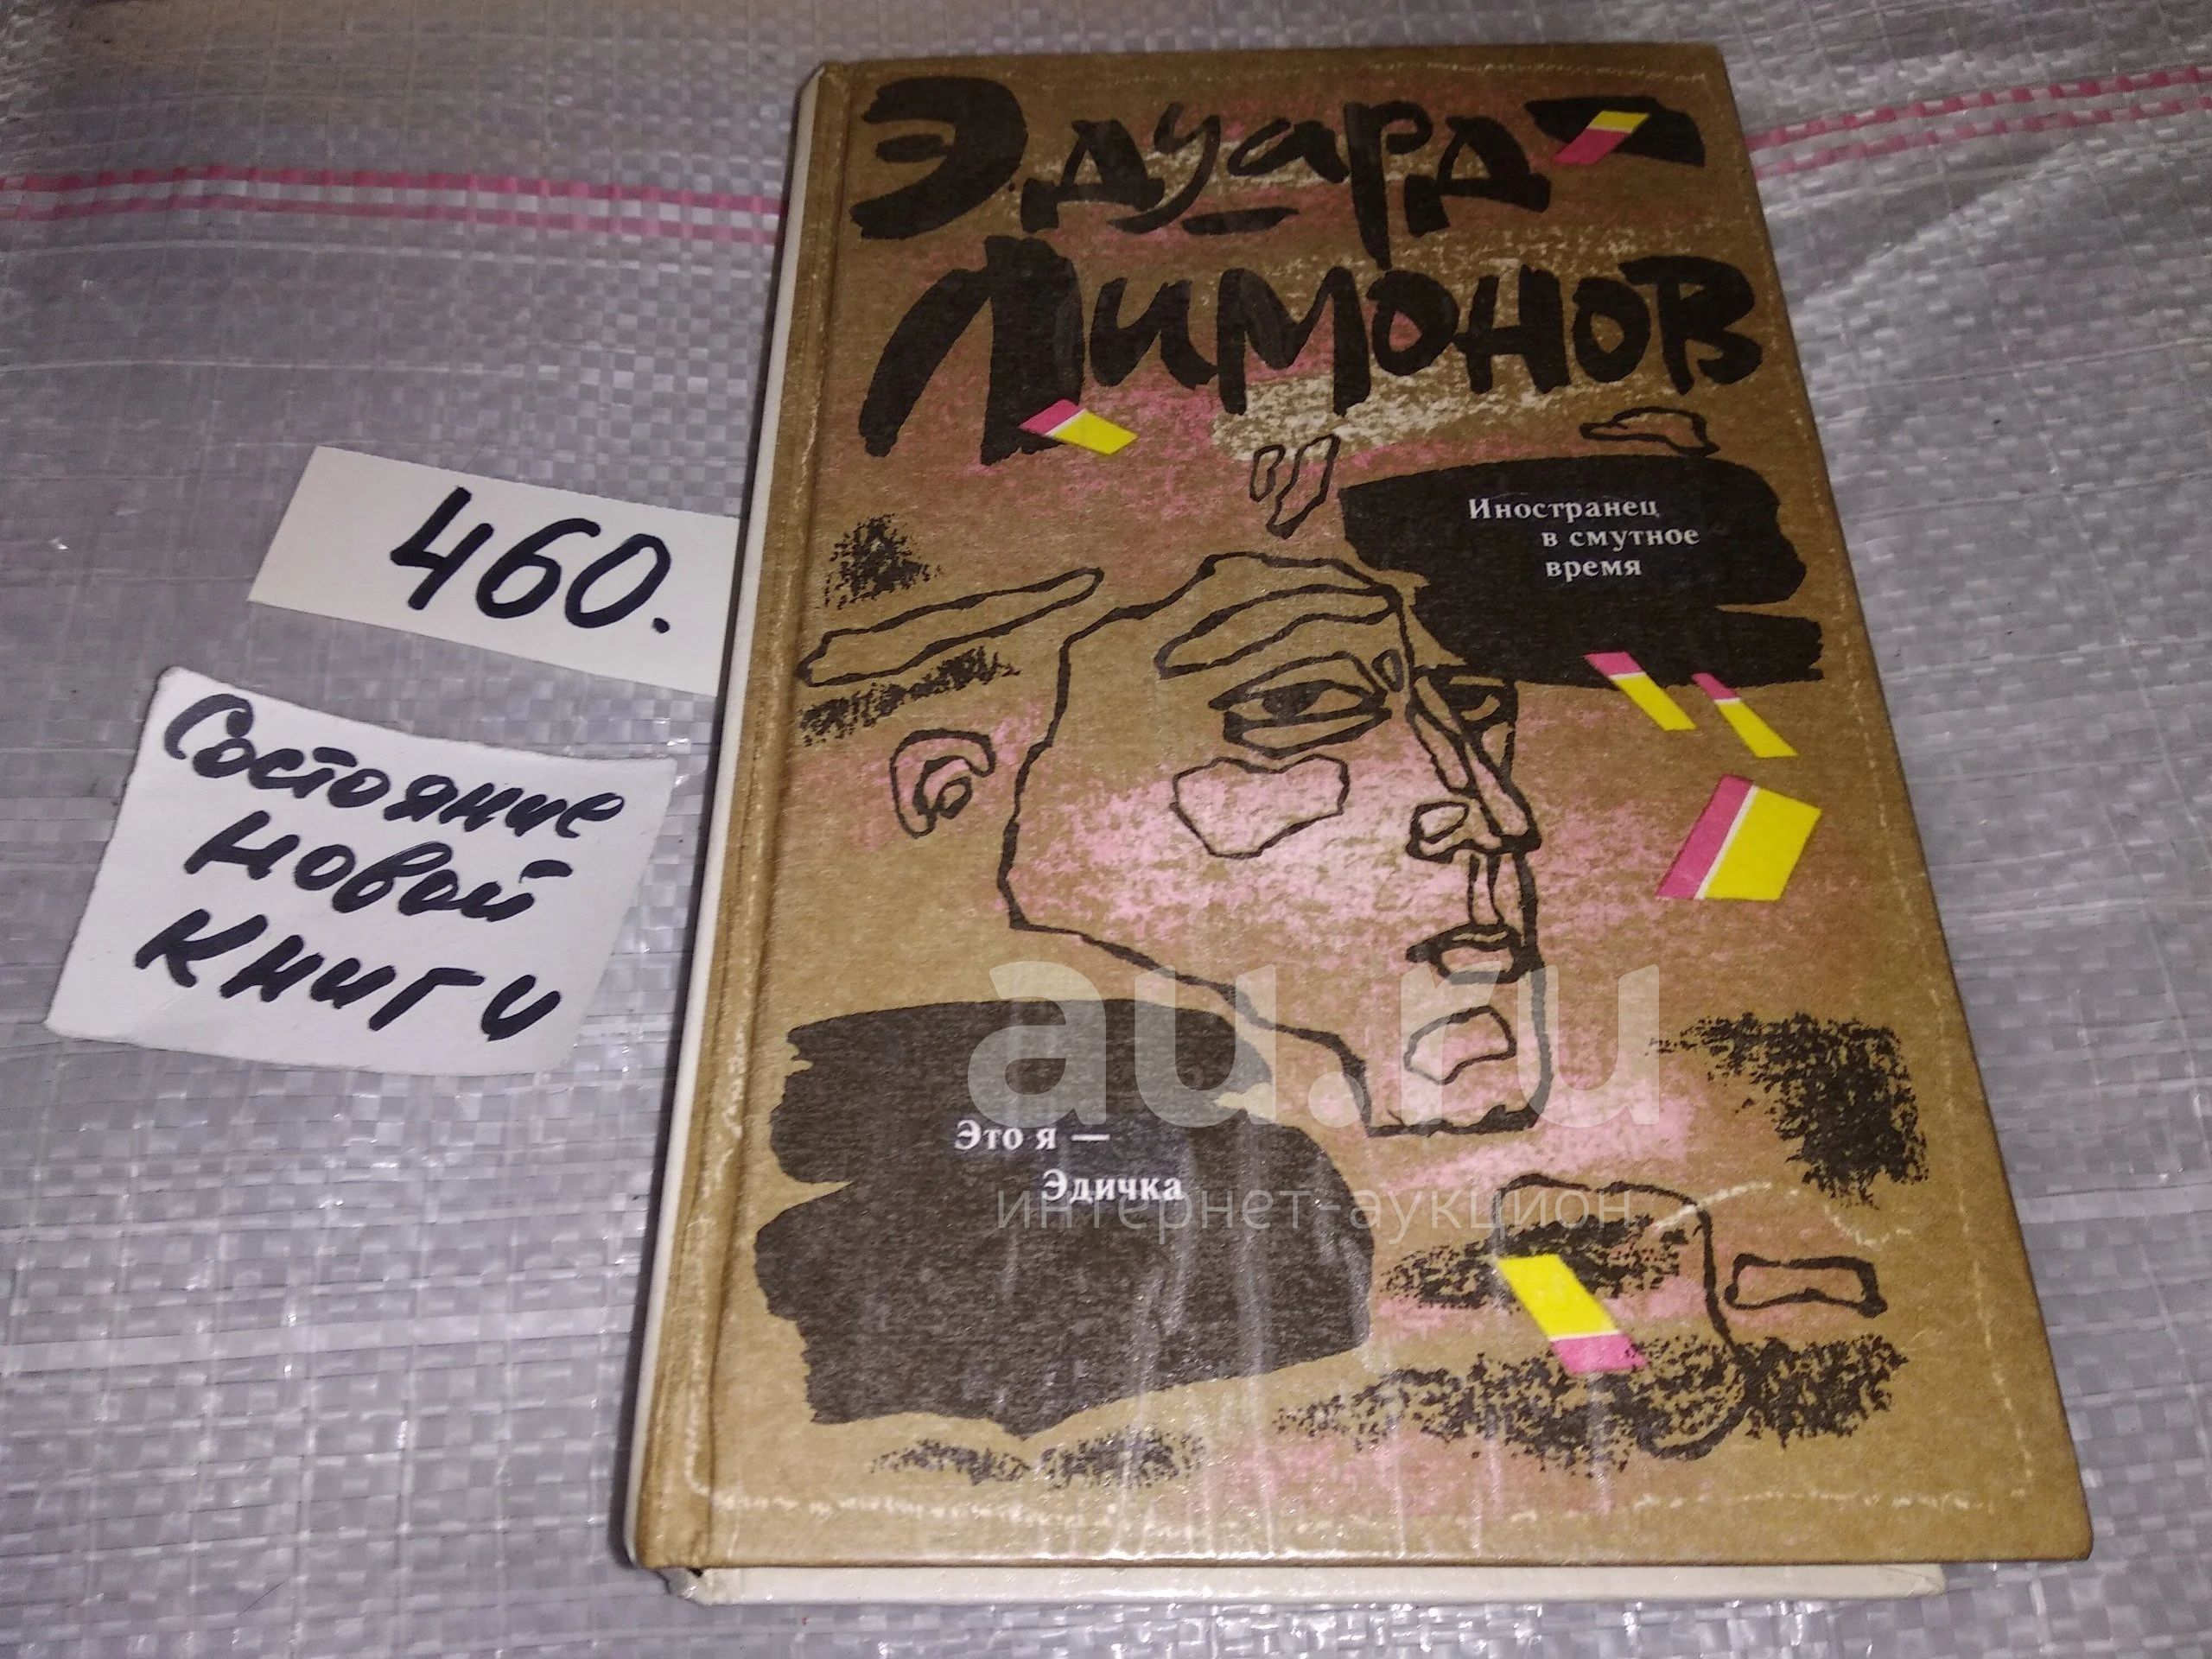 Эдуард
Лимонов
Иностранец
в смутное
время
460.
Состояние
новой
книги
au.ru
интернет-аукцион
Это я —
Эдичка